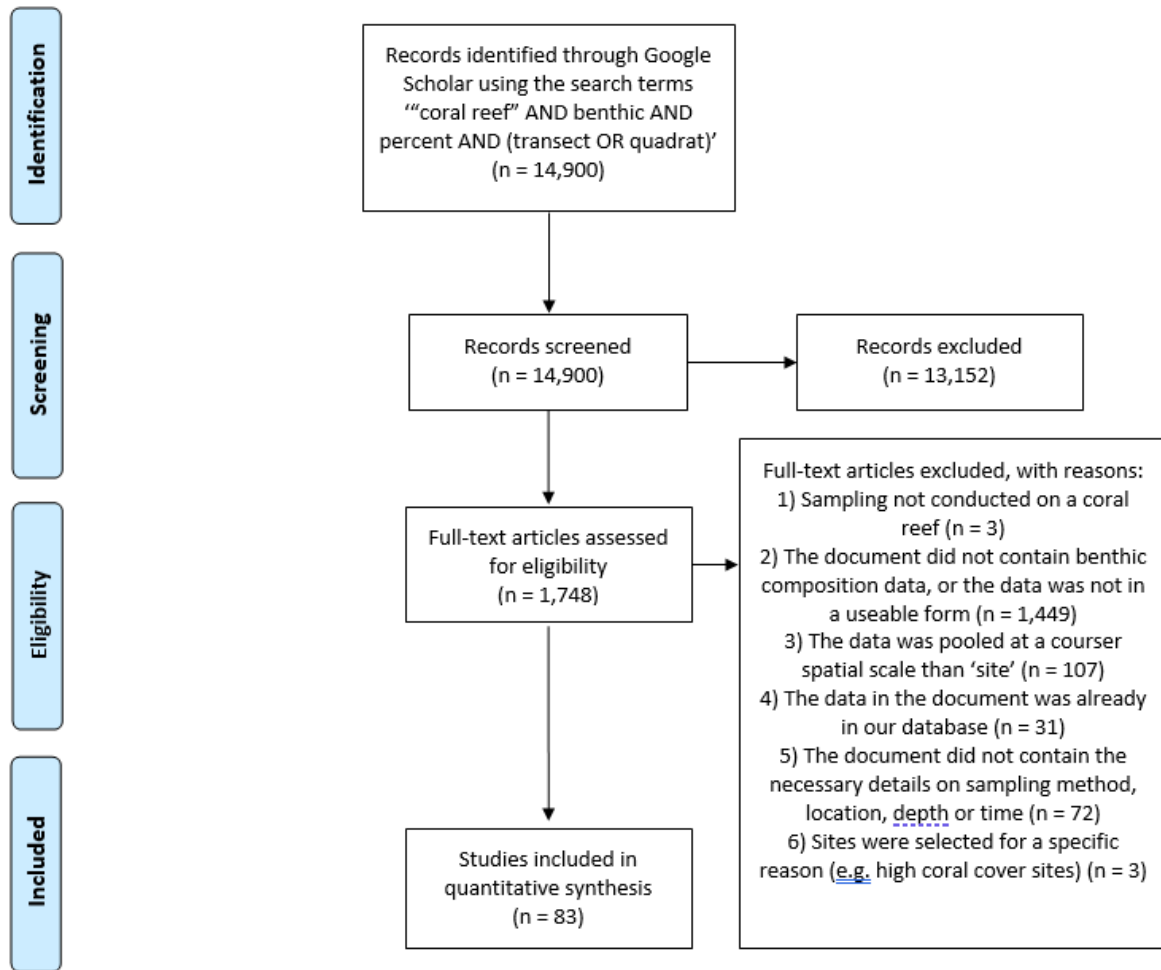 Identification
Records identified through Google
Scholar using the search terms
‘“coral reef” AND benthic AND
percent AND (transect OR quadrat)’
(n = 14,900)
Screening
Records screened
(n = 14,900)
Records excluded
(n = 13,152)
Eligibility
Full-text articles assessed
for eligibility
(n = 1,748)
Full-text articles excluded, with reasons:
1) Sampling not conducted on a coral
reef (n = 3)
2) The document did not contain benthic
composition data, or the data was not in
a useable form (n = 1,449)
3) The data was pooled at a courser
spatial scale than ‘site’ (n = 107)
4) The data in the document was already
in our database (n = 31)
5) The document did not contain the
necessary details on sampling method,
location, depth or time (n = 72)
6) Sites were selected for a specific
reason (e.g. high coral cover sites) (n = 3)
Included
Studies included in
quantitative synthesis
(n = 83)